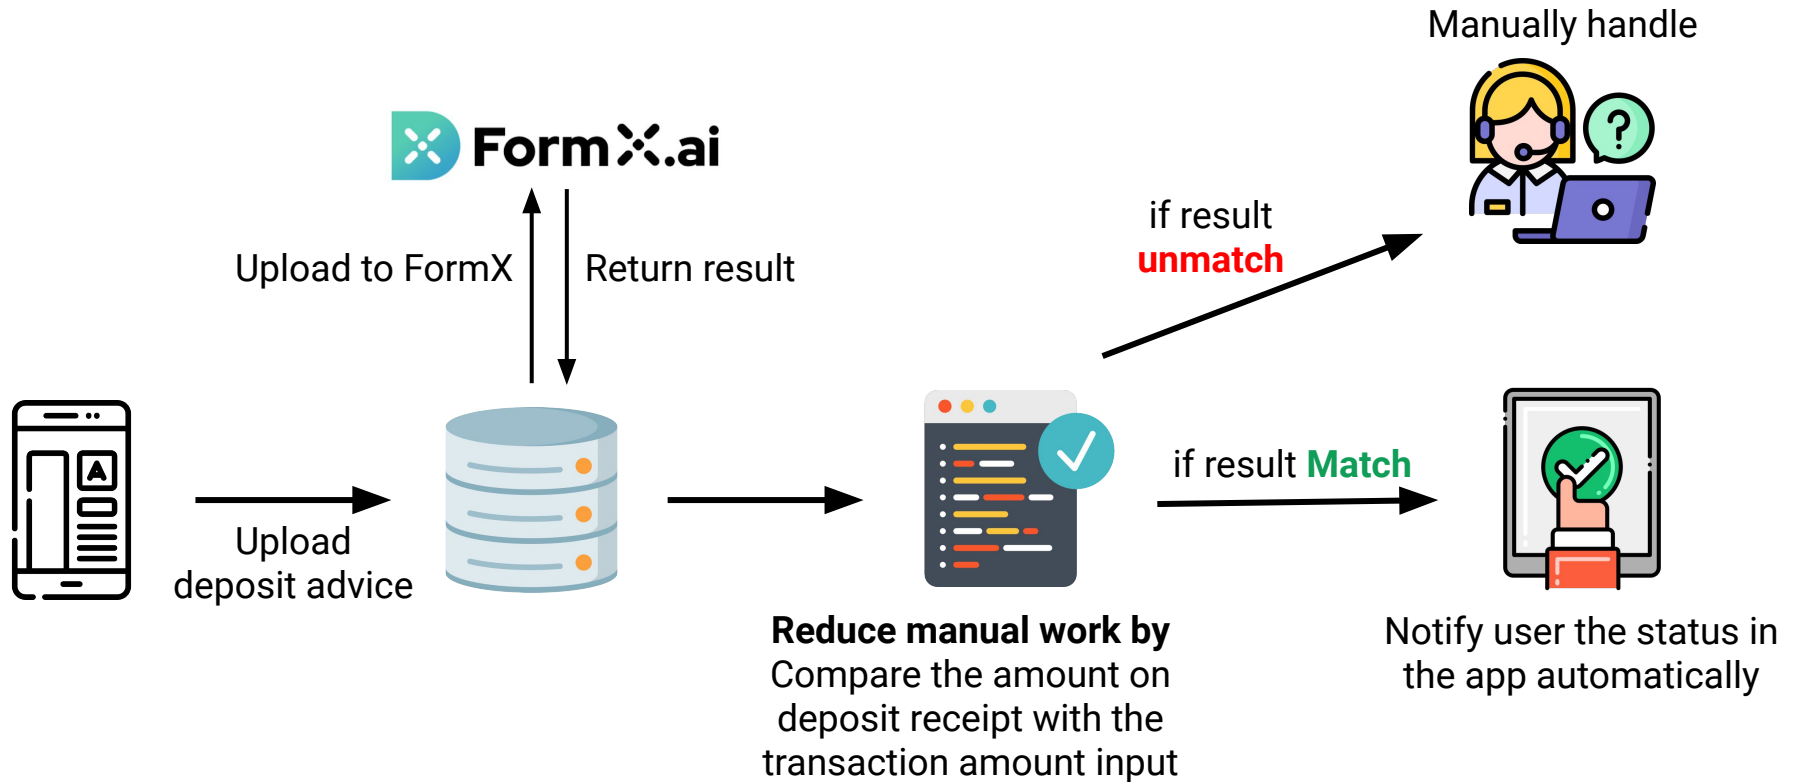 Manually handle
FormX.ai
if result
unmatch
Upload to FormX
Return result
if result Match
A
?
Upload
deposit advice
Reduce manual work by
Compare the amount on
deposit receipt with the
transaction amount input
Notify user the status in
the app automatically